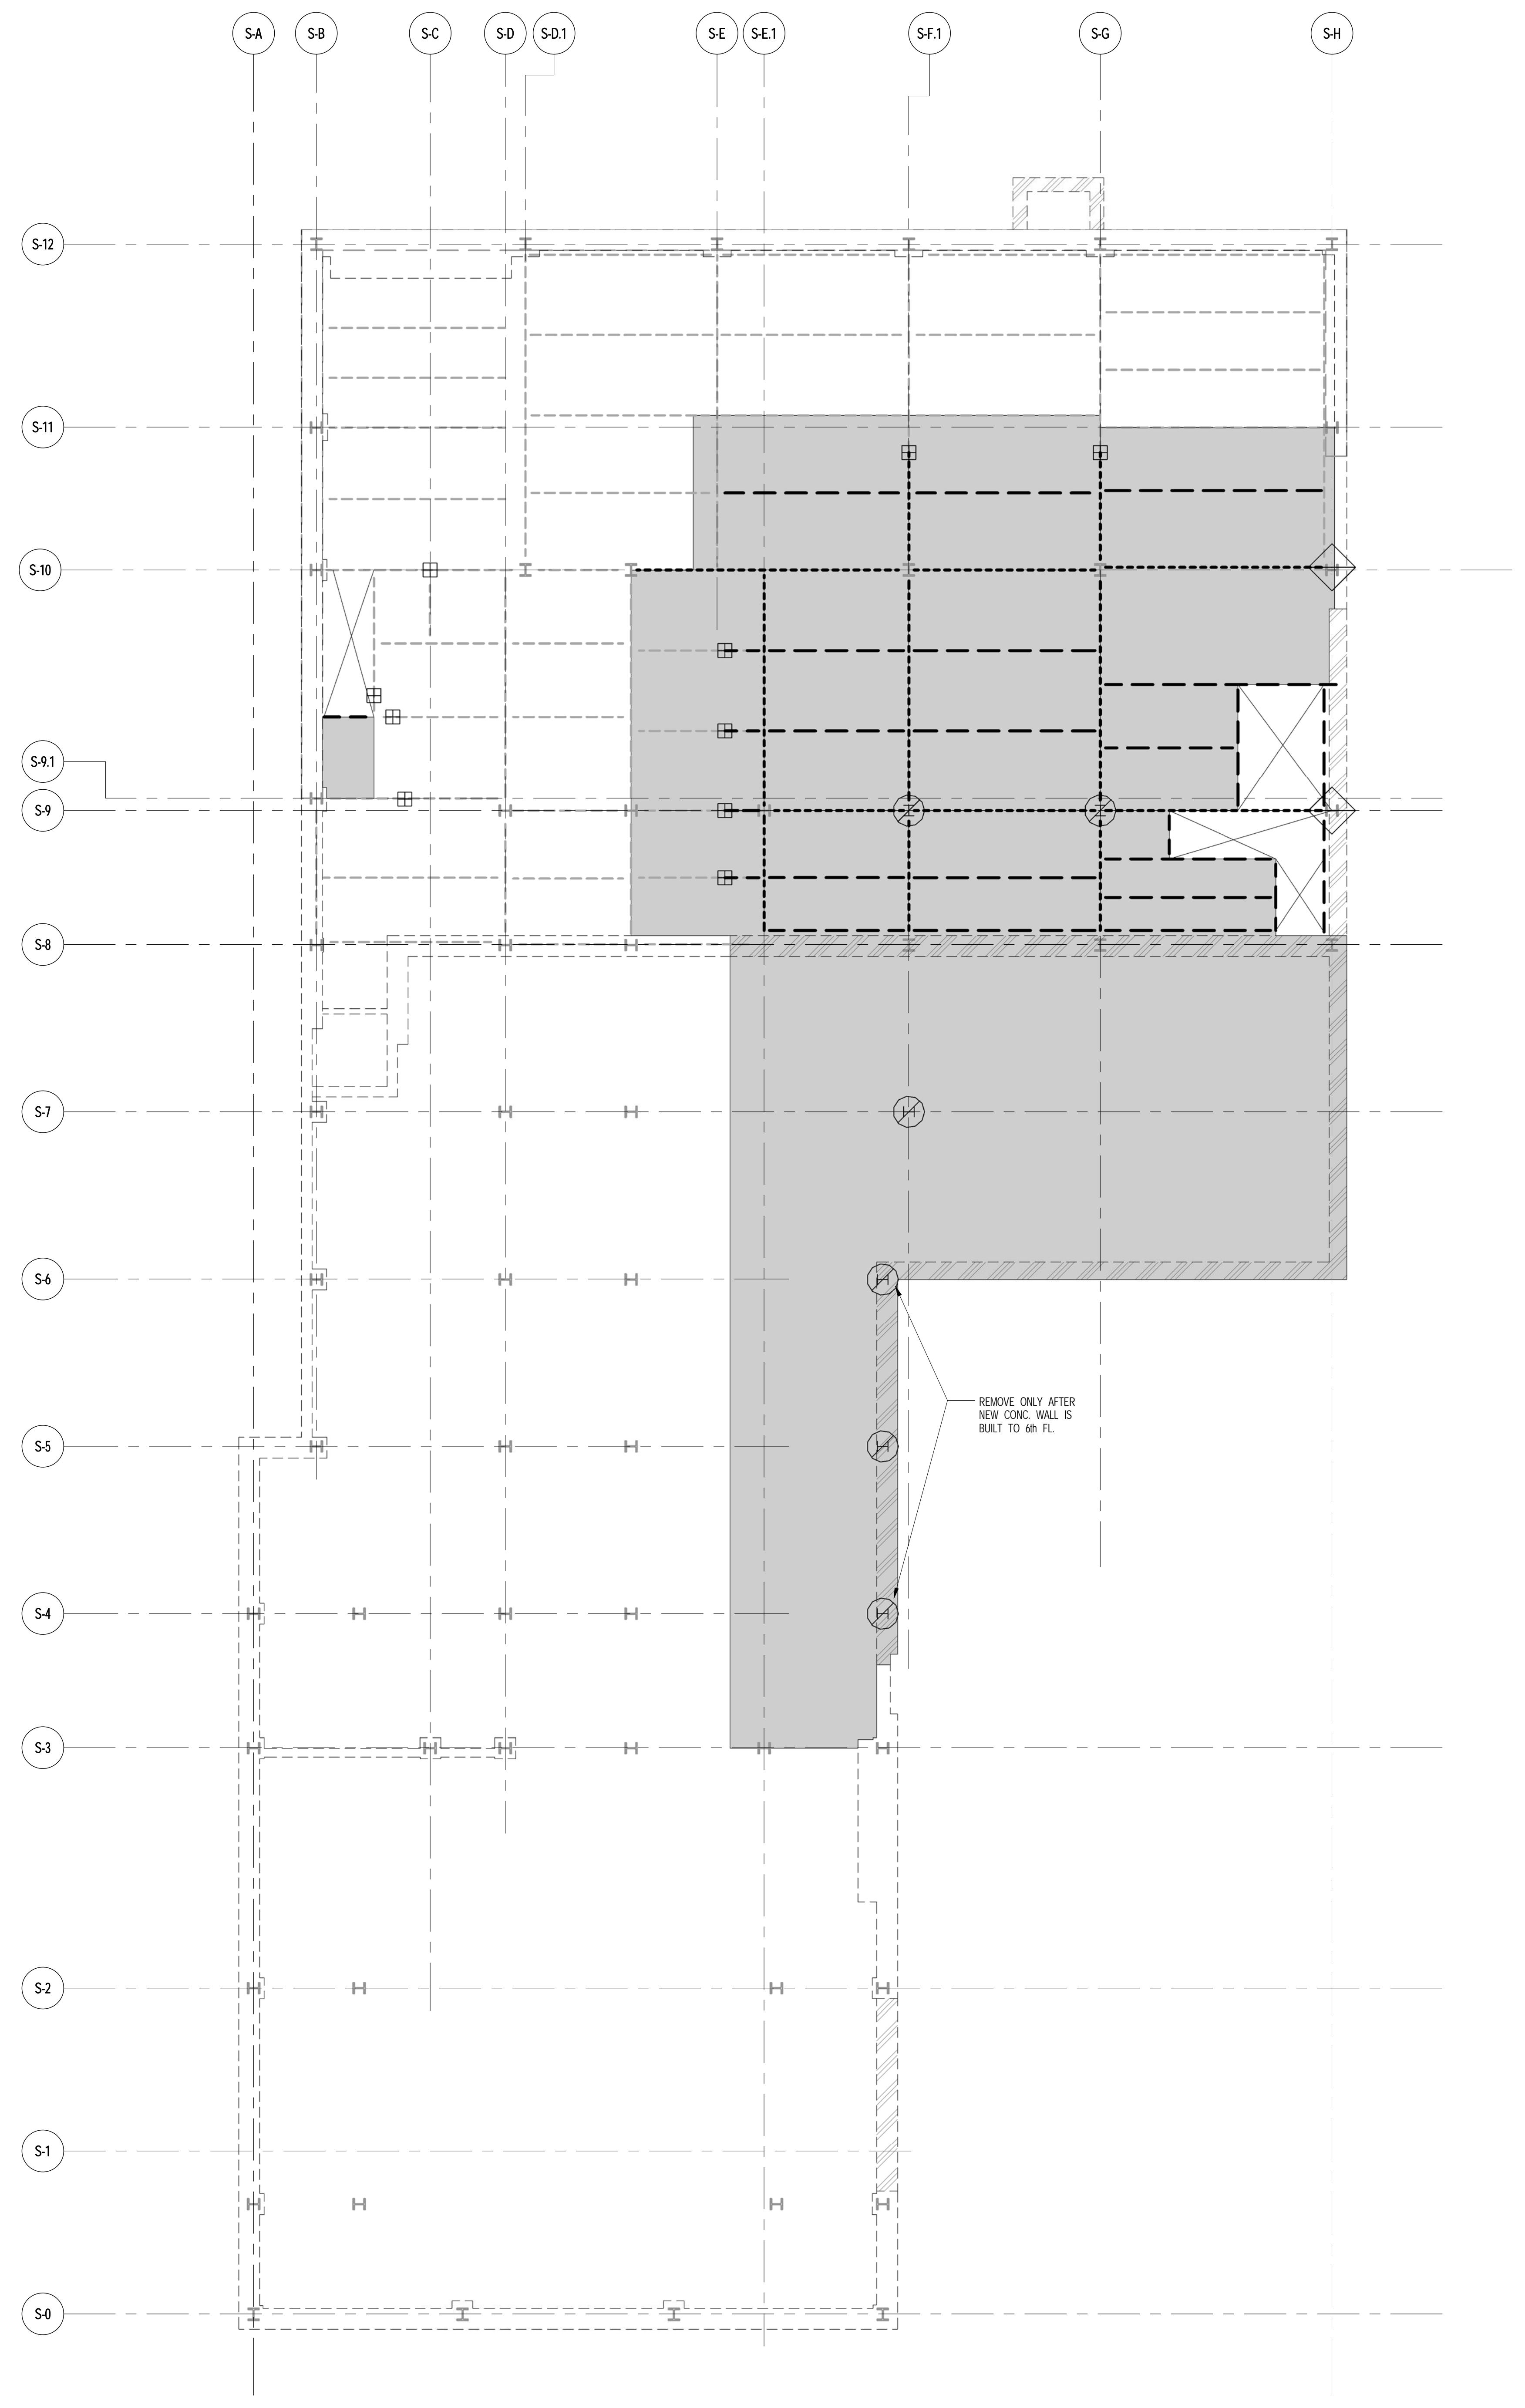 S-A
S-B
S-C
S-D
S-D.1
S-E
S-E.1
S-F.1
S-G
S-H
S-12
S-11
S-10
S-9.1
S-9
S-8
S-7
S-6
REMOVE ONLY AFTER
NEW CONC. WALL IS
BUILT TO 6th FL.
S-5
S-4
S-3
S-2
S-1
S-0